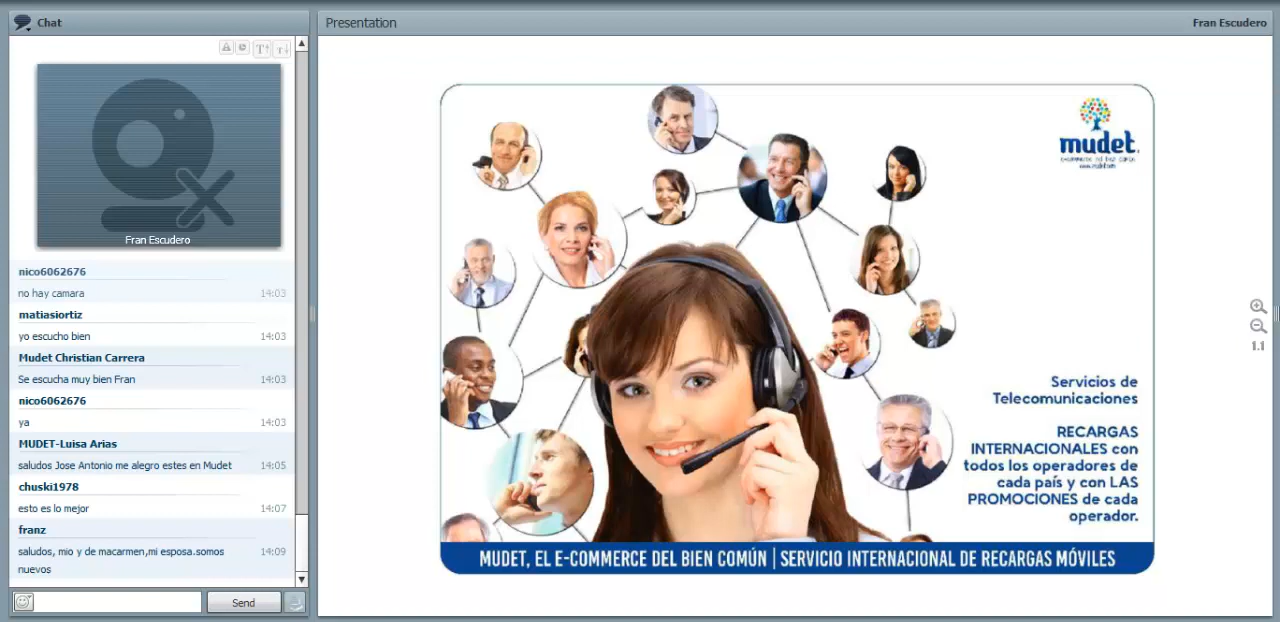 Chat
Fran Escudero
nico6062676
no hay camara 14:03
matiasiortiz
yo escucho bien 14:03
Mudet Christian Carrera
Se escucha muy bien Fran 14:03
nico6062676
ya 14:03
MUDET-Luisa Arias
saludos Jose Antonio me alegro estes en Mudet 14:05
chuski1978
esto es lo mejor 14:07
franz
saludos, mio y de macarmen,mi esposa.somos 14:09
nuevos
Send
Presentation
Fran Escudero
mudet
Servicios de
Telecomunicaciones
RECARGAS
INTERNACIONALES con
todos los operadores de
cada país y con LAS
PROMOCIONES de cada
operador.
MUDET, EL E-COMMERCE DEL BIEN COMÚN | SERVICIO INTERNACIONAL DE RECARGAS MÓVILES
1.1